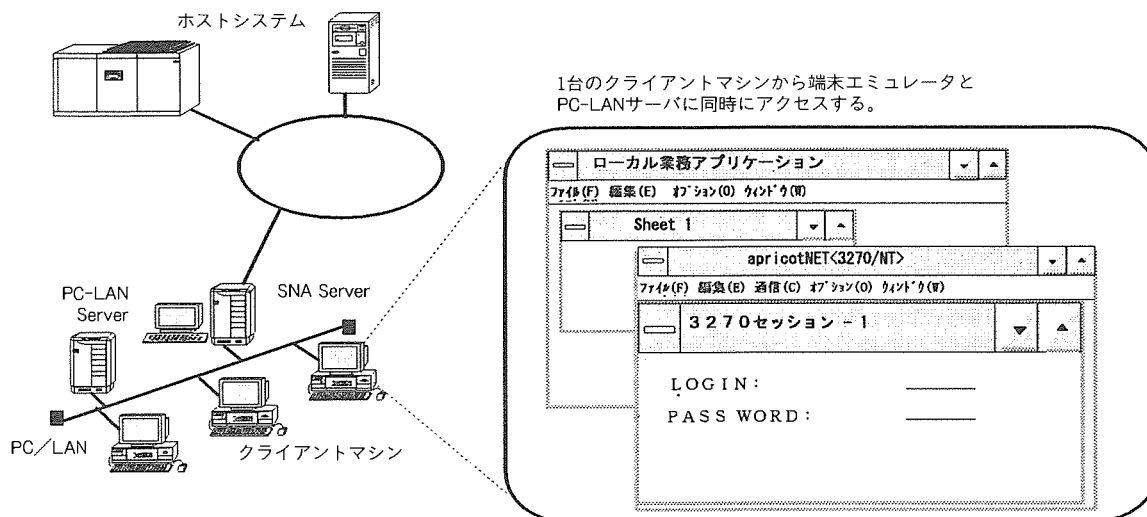 ホストシステム
1台のクライアントマシンから端末エミュレータと
PC-LANサーバに同時にアクセスする。
ローカル業務アプリケーション
ファイル(F) 編集(E) オプション(O) ウィンドウ(W)
Sheet 1
apricotNET<3270/NT>
ファイル(F) 編集(E) 通信(C) オプション(O) ウィンドウ(W)
3270セッション－1
LOGIN:
PASS WORD:
PC-LAN
Server
SNA Server
PC／LAN
クライアントマシン